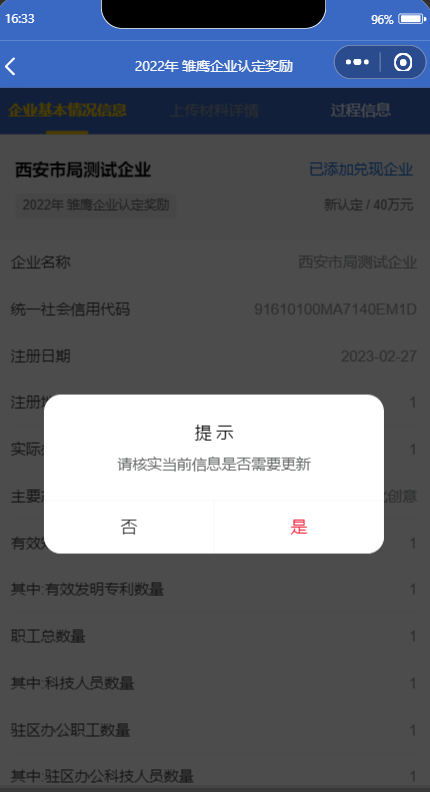 16:33
96%
2022年 雏鹰企业认定奖励
企业基本情况信息 上传材料详情 过程信息
西安市局测试企业 已添加兑现企业
2022年 雏鹰企业认定奖励 新认定 / 40万元
企业名称 西安市局测试企业
统一社会信用代码 91610100MA7140EM1D
注册日期 2023-02-27
注册 1
提 示
实际 1
请核实当前信息是否需要更新
主要 创意
否 是
有效 1
其中:有效发明专利数量 1
职工总数量 1
其中:科技人员数量 1
驻区办公职工数量 1
其中:驻区办公科技人员数量 1